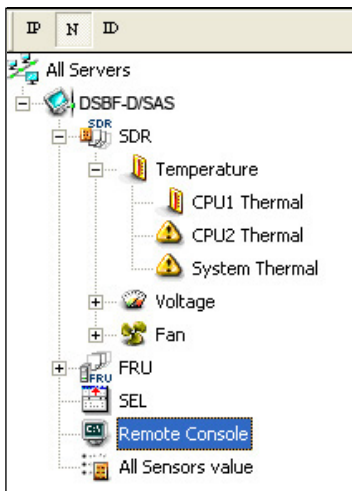 IP N ID
All Servers
DSBF-D/SAS
SDR SDR
Temperature
CPU1 Thermal
CPU2 Thermal
System Thermal
Voltage
Fan
FRU FRU
SEL
C:\ Remote Console
All Sensors value